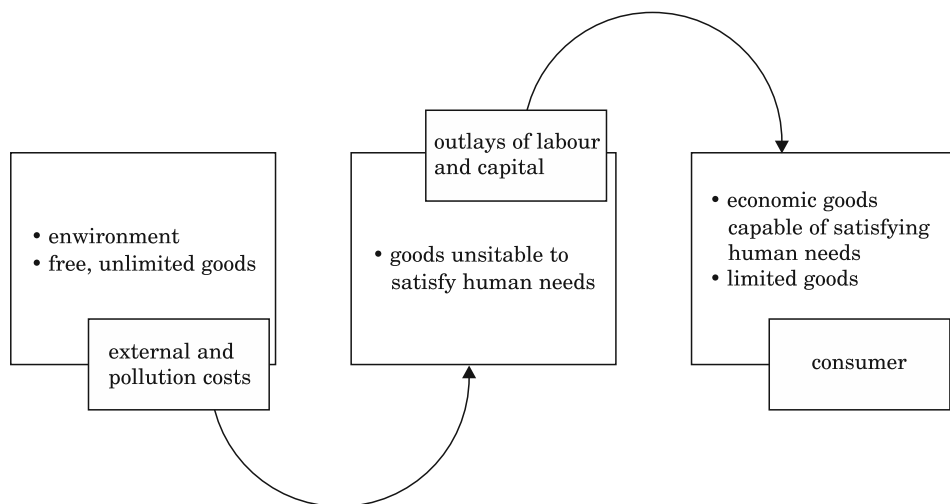 • enwironment
• free, unlimited goods
external and
pollution costs
outlays of labour
and capital
• goods unsitable to
satisfy human needs
• economic goods
capable of satisfying
human needs
• limited goods
consumer